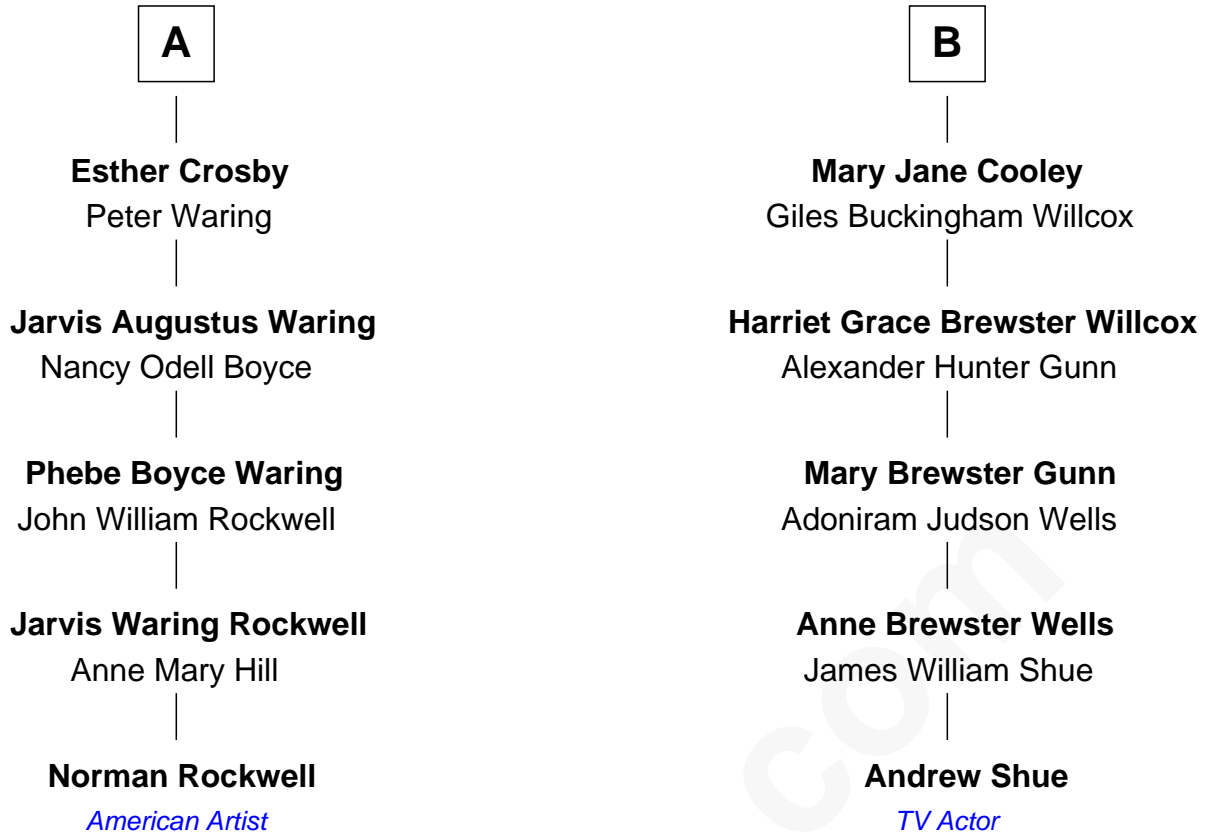 A
Esther Crosby
Peter Waring
Jarvis Augustus Waring
Nancy Odell Boyce
Phebe Boyce Waring
John William Rockwell
Jarvis Waring Rockwell
Anne Mary Hill
Norman Rockwell
American Artist
B
Mary Jane Cooley
Giles Buckingham Willcox
Harriet Grace Brewster Willcox
Alexander Hunter Gunn
Mary Brewster Gunn
Adoniram Judson Wells
Anne Brewster Wells
James William Shue
Andrew Shue
TV Actor
com